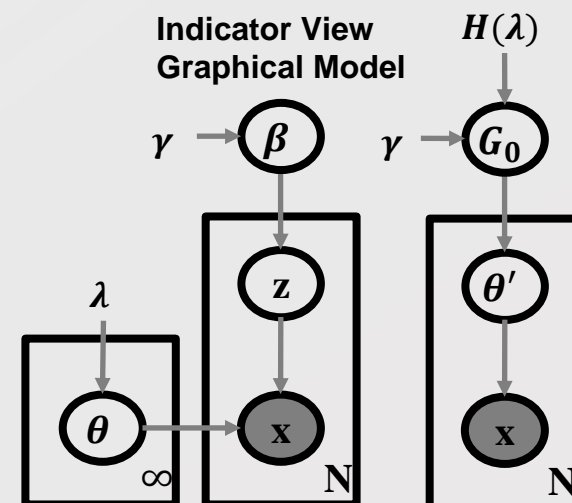 Indicator View
Graphical Model
H(λ)
γ
β
γ
G₀
z
θ′
λ
θ
x
x
∞
N
N